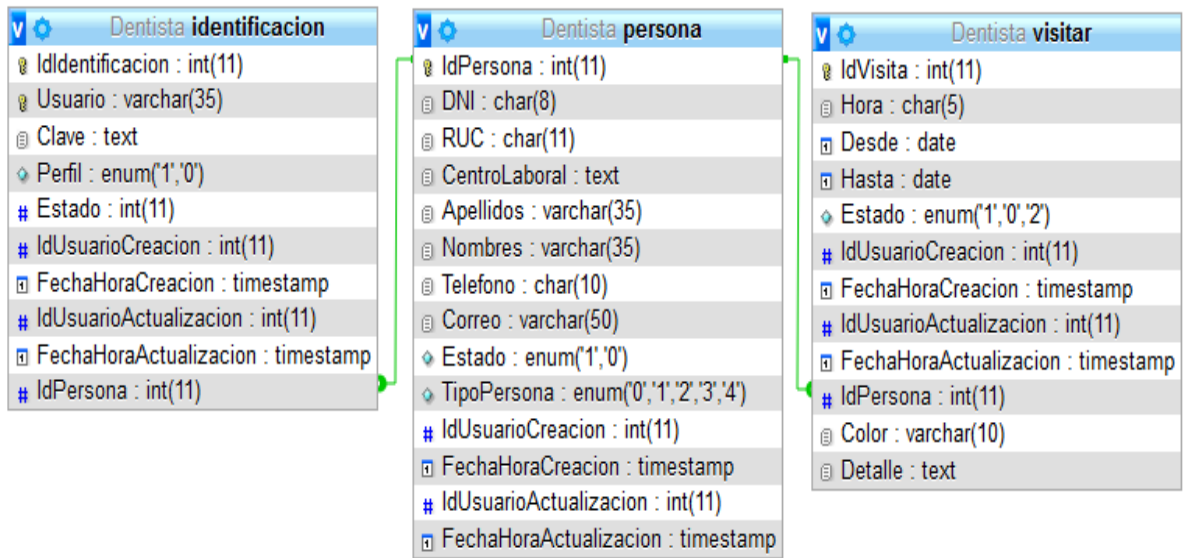 Dentista identificacion
IdIdentificacion : int(11)
Usuario : varchar(35)
Clave : text
Perfil : enum('1','0')
# Estado : int(11)
# IdUsuarioCreacion : int(11)
FechaHoraCreacion : timestamp
# IdUsuarioActualizacion : int(11)
FechaHoraActualizacion : timestamp
# IdPersona : int(11)
Dentista persona
IdPersona : int(11)
DNI : char(8)
RUC : char(11)
CentroLaboral : text
Apellidos : varchar(35)
Nombres : varchar(35)
Telefono : char(10)
Correo : varchar(50)
Estado : enum('1','0')
TipoPersona : enum('0','1','2','3','4')
# IdUsuarioCreacion : int(11)
FechaHoraCreacion : timestamp
# IdUsuarioActualizacion : int(11)
FechaHoraActualizacion : timestamp
Dentista visitar
IdVisita : int(11)
Hora : char(5)
Desde : date
Hasta : date
Estado : enum('1','0','2')
# IdUsuarioCreacion : int(11)
FechaHoraCreacion : timestamp
# IdUsuarioActualizacion : int(11)
FechaHoraActualizacion : timestamp
# IdPersona : int(11)
Color : varchar(10)
Detalle : text